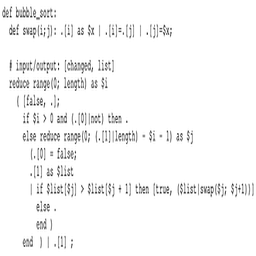 def bubble_sort:
def swap(i;j): .[i] as $x | .[i]=.[j] | .[j]=$x;
# input/output: [changed, list]
reduce range(0; length) as $i
( [false, .];
if $i > 0 and (.[0]|not) then .
else reduce range(0; (.[1]|length) - $i - 1) as $j
(.[0] = false;
.[1] as $list
| if $list[$j] > $list[$j + 1] then [true, ($list|swap($j; $j+1))]
else .
end )
end ) | .[1] ;